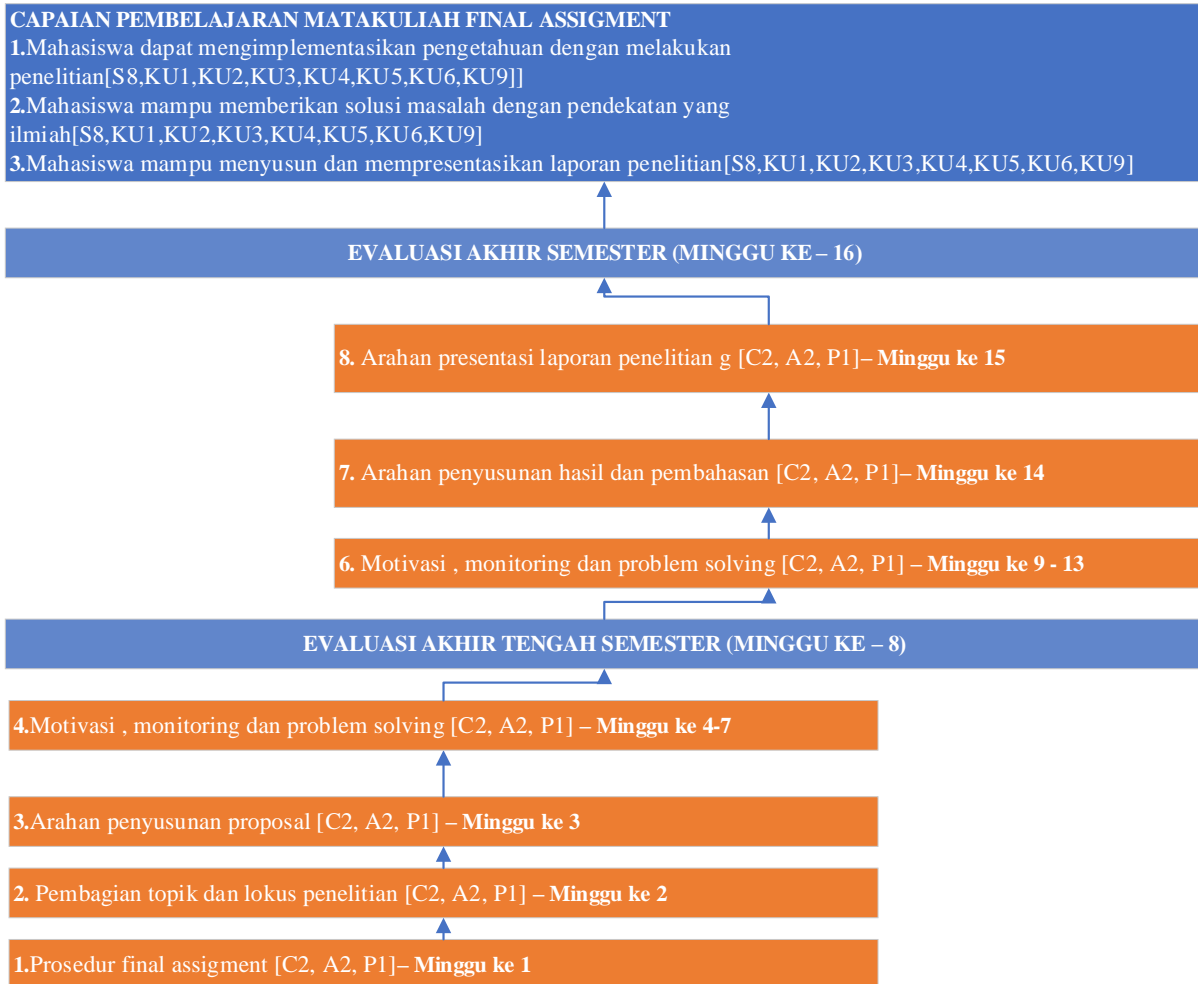 CAPAIAN PEMBELAJARAN MATAKULIAH FINAL ASSIGMENT
1.Mahasiswa dapat mengimplementasikan pengetahuan dengan melakukan
penelitian[S8,KU1,KU2,KU3,KU4,KU5,KU6,KU9]]
2.Mahasiswa mampu memberikan solusi masalah dengan pendekatan yang
ilmiah[S8,KU1,KU2,KU3,KU4,KU5,KU6,KU9]
3.Mahasiswa mampu menyusun dan mempresentasikan laporan penelitian[S8,KU1,KU2,KU3,KU4,KU5,KU6,KU9]
EVALUASI AKHIR SEMESTER (MINGGU KE – 16)
8. Arahan presentasi laporan penelitian g [C2, A2, P1]– Minggu ke 15
7. Arahan penyusunan hasil dan pembahasan [C2, A2, P1]– Minggu ke 14
6. Motivasi , monitoring dan problem solving [C2, A2, P1] – Minggu ke 9 - 13
EVALUASI AKHIR TENGAH SEMESTER (MINGGU KE – 8)
4.Motivasi , monitoring dan problem solving [C2, A2, P1] – Minggu ke 4-7
3.Arahan penyusunan proposal [C2, A2, P1] – Minggu ke 3
2. Pembagian topik dan lokus penelitian [C2, A2, P1] – Minggu ke 2
1.Prosedur final assigment [C2, A2, P1]– Minggu ke 1